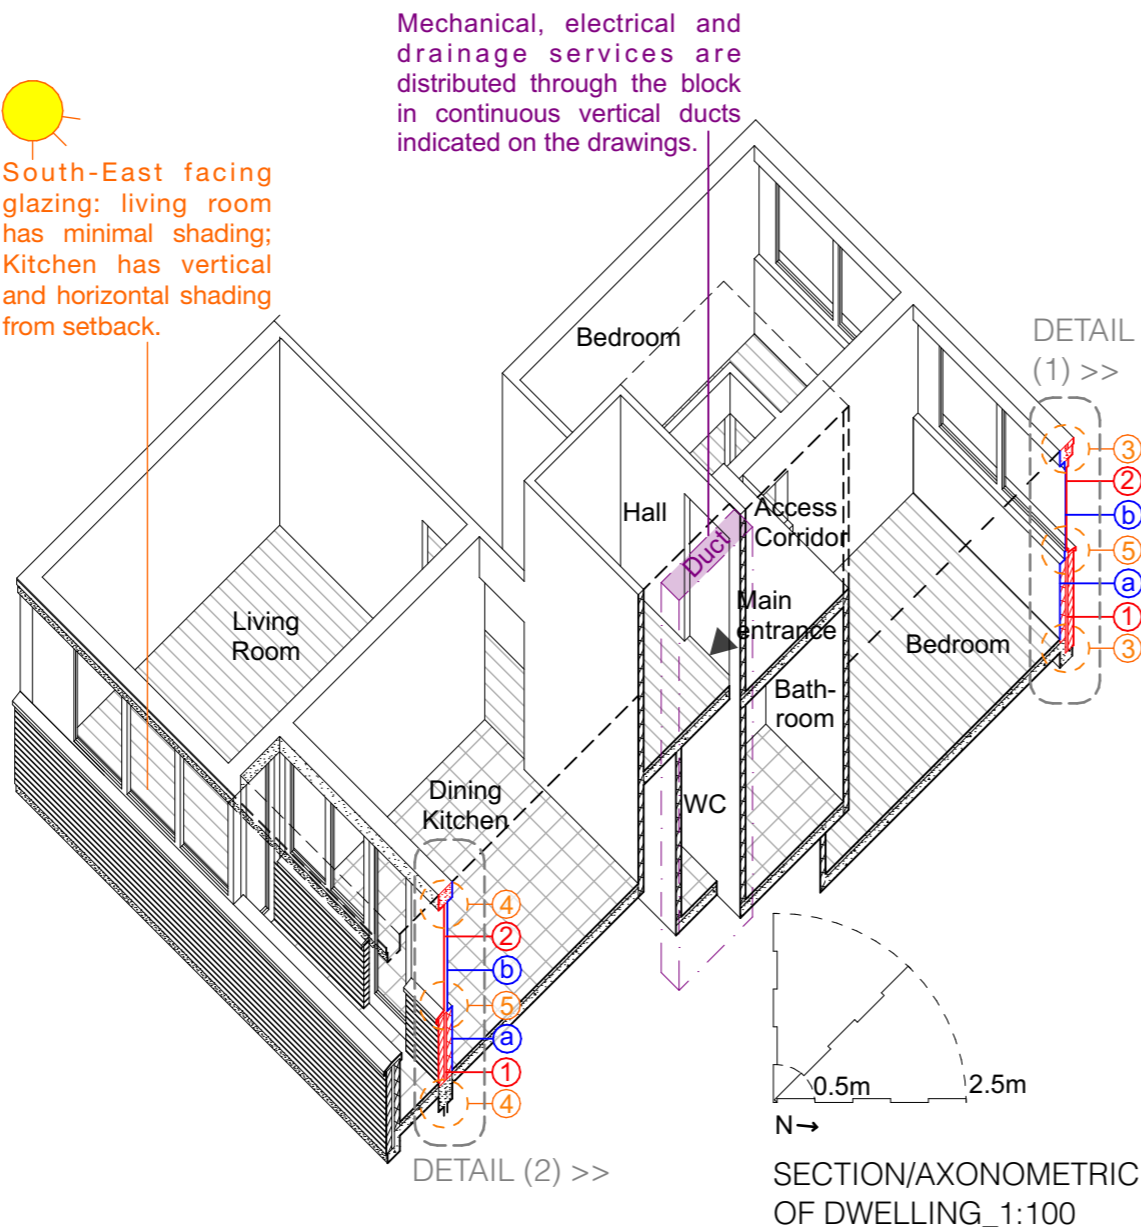 Mechanical, electrical and
drainage services are
distributed through the block
in continuous vertical ducts
indicated on the drawings.
South-East facing
glazing: living room
has minimal shading;
Kitchen has vertical
and horizontal shading
from setback.
Bedroom
DETAIL
(1) >>
3
2
b
5
a
1
3
Hall
Access
Corridor
Duct
Main
entrance
Living
Room
Bedroom
Bath-
room
Dining
Kitchen
WC
4
2
b
5
a
1
4
DETAIL (2) >>
0.5m
2.5m
N→
SECTION/AXONOMETRIC
OF DWELLING_1:100